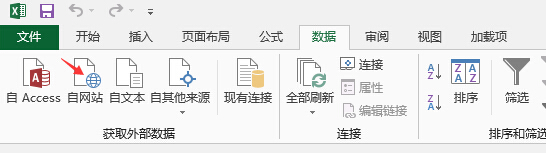 文件 开始 插入 页面布局 公式 数据 审阅 视图 加载项
自 Access 自网站 自文本 自其他来源 现有连接 全部刷新 连接 属性 编辑链接 A Z Z A 排序 筛选
获取外部数据 连接 排序和筛选